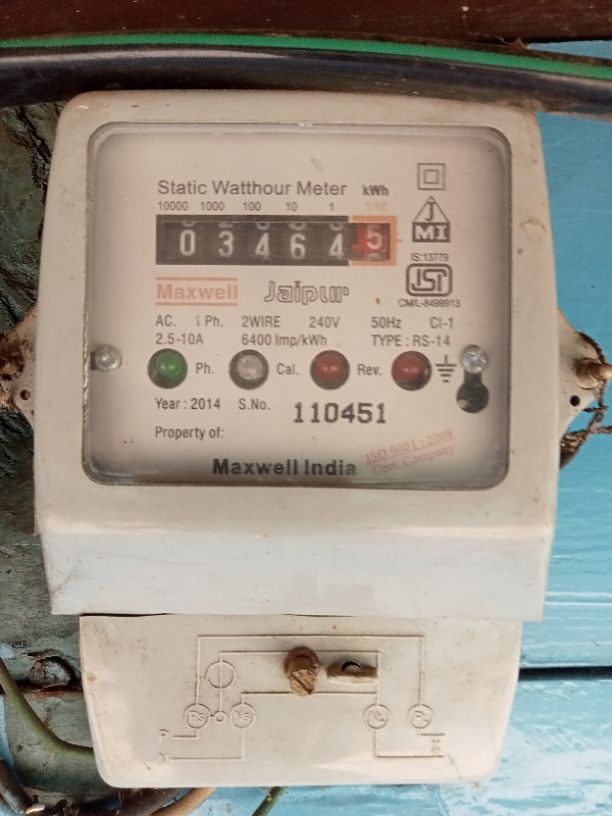 Static Watthour Meter kWh
10000 1000 100 10 1 1/10
0 3 4 6 4 5
J
MI
IS:13779
ISI
CM/L-8499913
Maxwell Jaipur
AC. 1 Ph. 2WIRE 240V 50Hz Cl-1
2.5-10A 6400 Imp/kWh TYPE : RS-14
Ph. Cal. Rev.
Year : 2014 S.No. 110451
Property of:
Maxwell India
ISO 9001 : 2008
Cert. Company
P
N